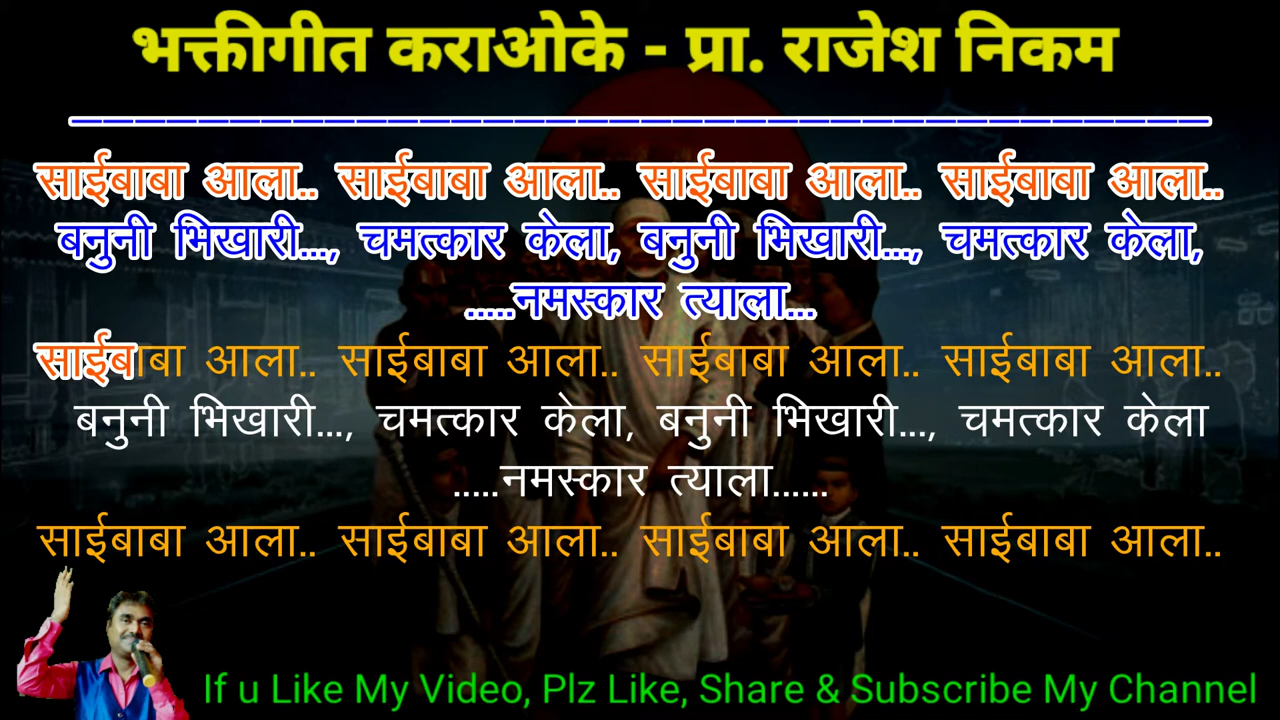 भक्तीगीत कराओके - प्रा. राजेश निकम
साईबाबा आला.. साईबाबा आला.. साईबाबा आला.. साईबाबा आला..
बनुनी भिखारी..., चमत्कार केला, बनुनी भिखारी..., चमत्कार केला,
.....नमस्कार त्याला...
साईबाबा आला.. साईबाबा आला.. साईबाबा आला.. साईबाबा आला..
बनुनी भिखारी..., चमत्कार केला, बनुनी भिखारी..., चमत्कार केला
.....नमस्कार त्याला......
साईबाबा आला.. साईबाबा आला.. साईबाबा आला.. साईबाबा आला..
If u Like My Video, Plz Like, Share & Subscribe My Channel